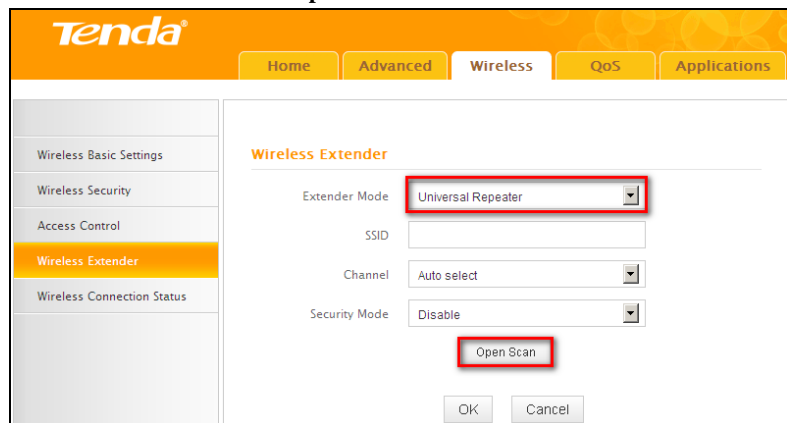 Tenda®
Home Advanced Wireless QoS Applications
Wireless Basic Settings
Wireless Security
Access Control
Wireless Extender
Wireless Connection Status
Wireless Extender
Extender Mode Universal Repeater
SSID
Channel Auto select
Security Mode Disable
Open Scan
OK Cancel